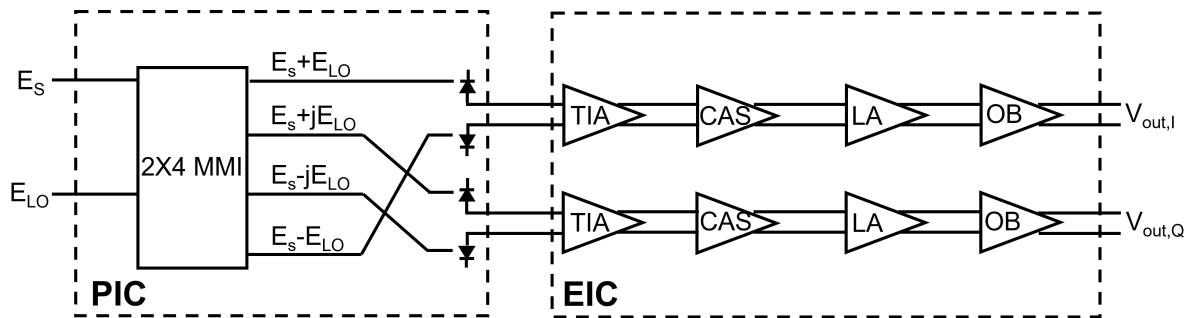 E_S
E_LO
2X4 MMI
E_s+E_LO
E_s+jE_LO
E_s-jE_LO
E_s-E_LO
PIC
TIA CAS LA OB
V_out,I
TIA CAS LA OB
V_out,Q
EIC